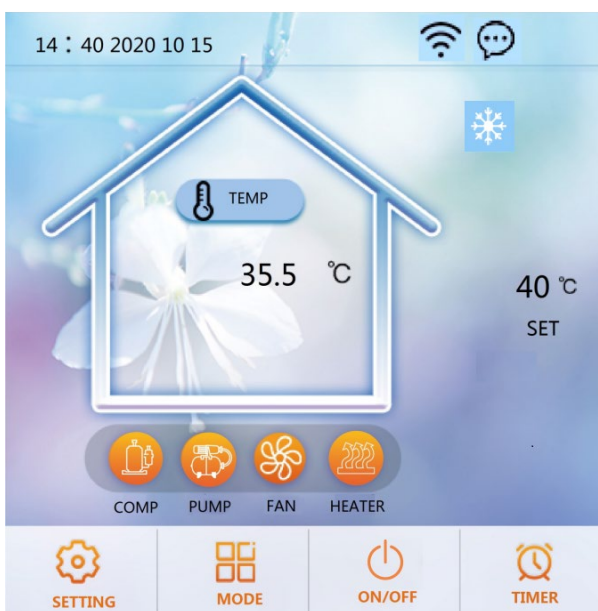 14：40 2020 10 15
TEMP
35.5 ℃
40 ℃
SET
COMP PUMP FAN HEATER
SETTING MODE ON/OFF TIMER